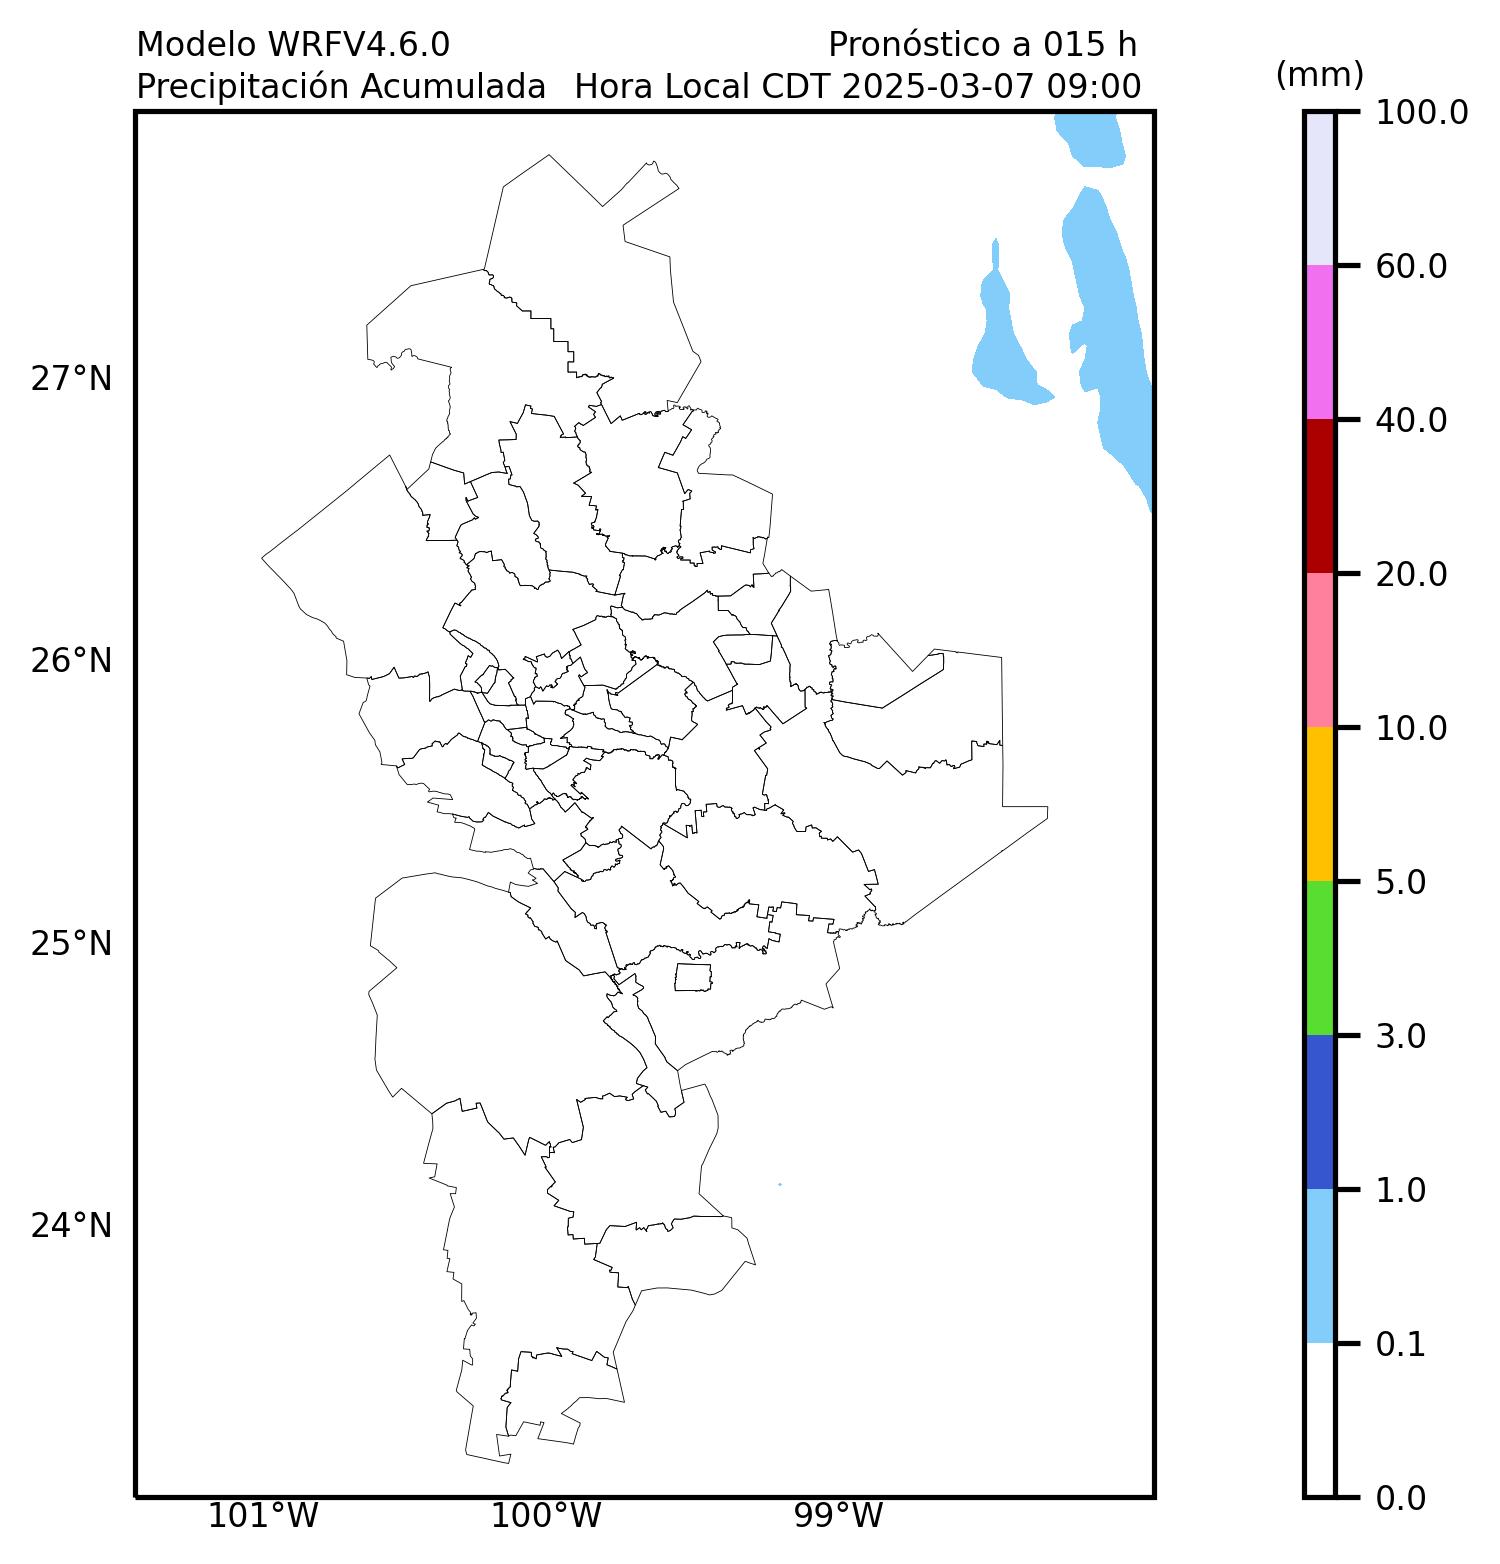 Modelo WRFV4.6.0 Pronóstico a 015 h
Precipitación Acumulada Hora Local CDT 2025-03-07 09:00
(mm)
100.0
60.0
40.0
20.0
10.0
5.0
3.0
1.0
0.1
0.0
27°N
26°N
25°N
24°N
101°W 100°W 99°W